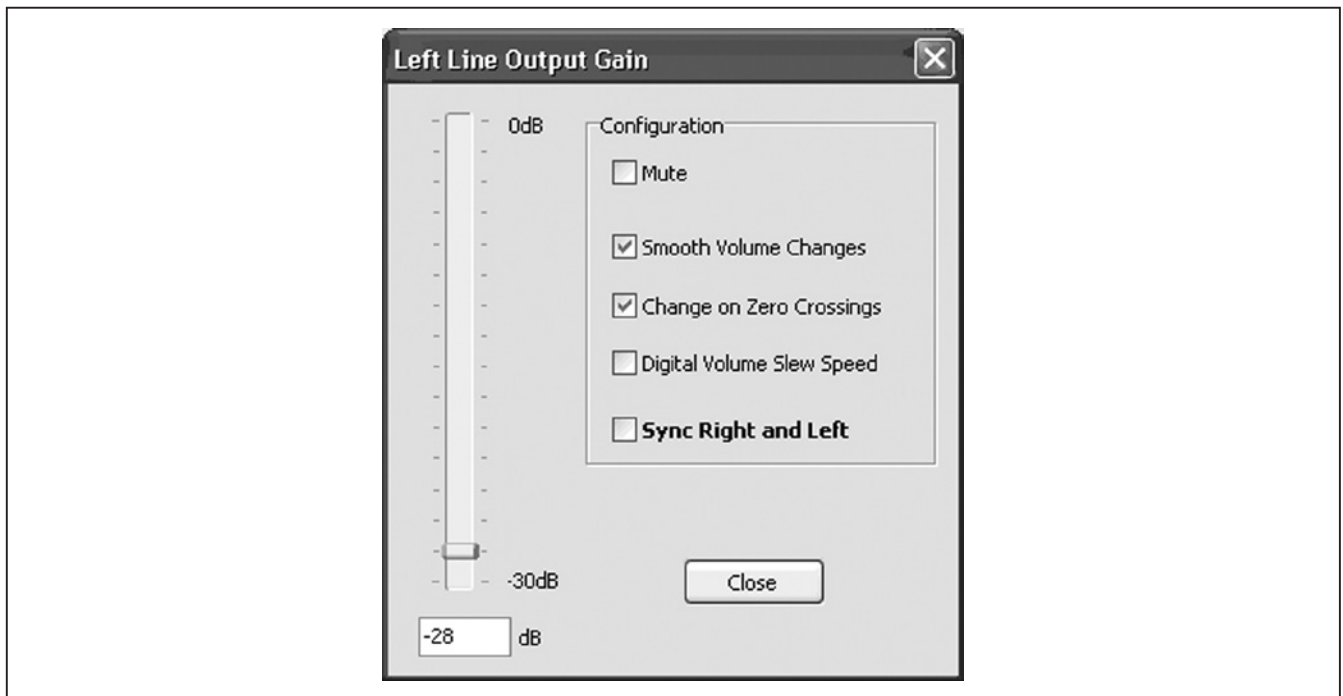 Left Line Output Gain
0dB
Configuration
Mute
Smooth Volume Changes
Change on Zero Crossings
Digital Volume Slew Speed
Sync Right and Left
-30dB
Close
-28 dB